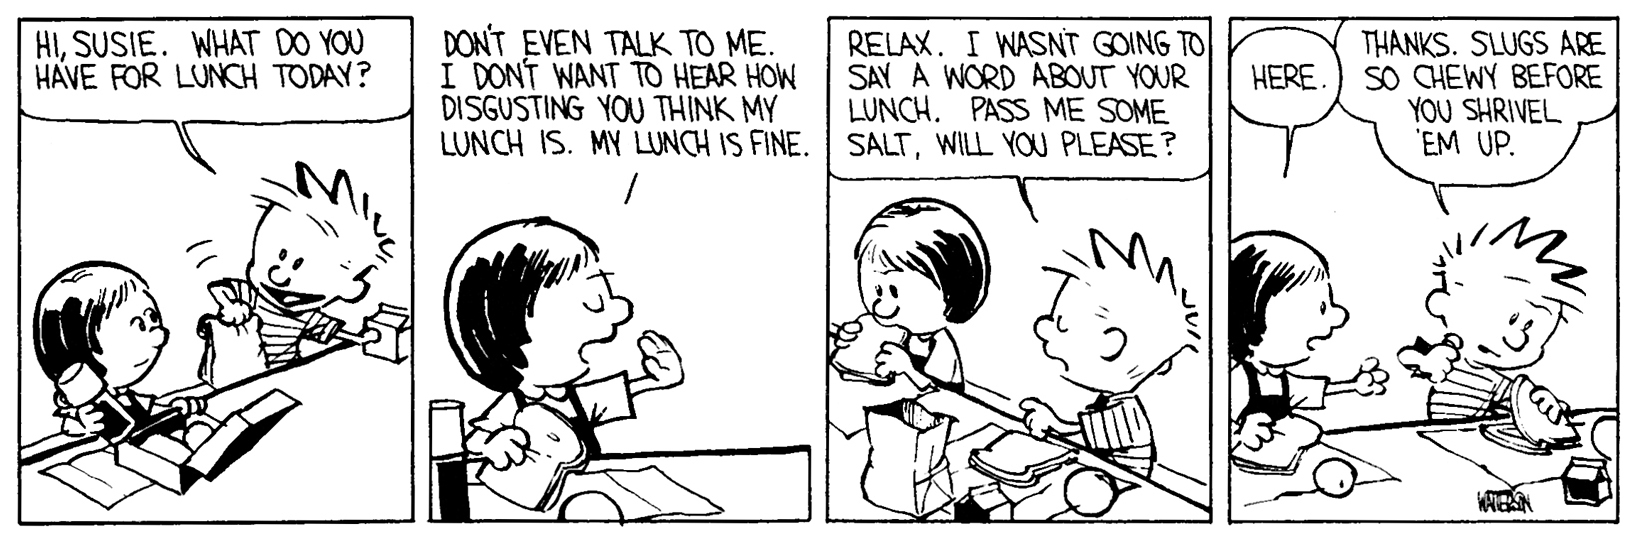 HI, SUSIE. WHAT DO YOU
HAVE FOR LUNCH TODAY?
DON'T EVEN TALK TO ME.
I DON'T WANT TO HEAR HOW
DISGUSTING YOU THINK MY
LUNCH IS. MY LUNCH IS FINE.
RELAX. I WASN'T GOING TO
SAY A WORD ABOUT YOUR
LUNCH. PASS ME SOME
SALT, WILL YOU PLEASE?
HERE.
THANKS. SLUGS ARE
SO CHEWY BEFORE
YOU SHRIVEL
'EM UP.
WATTERSON